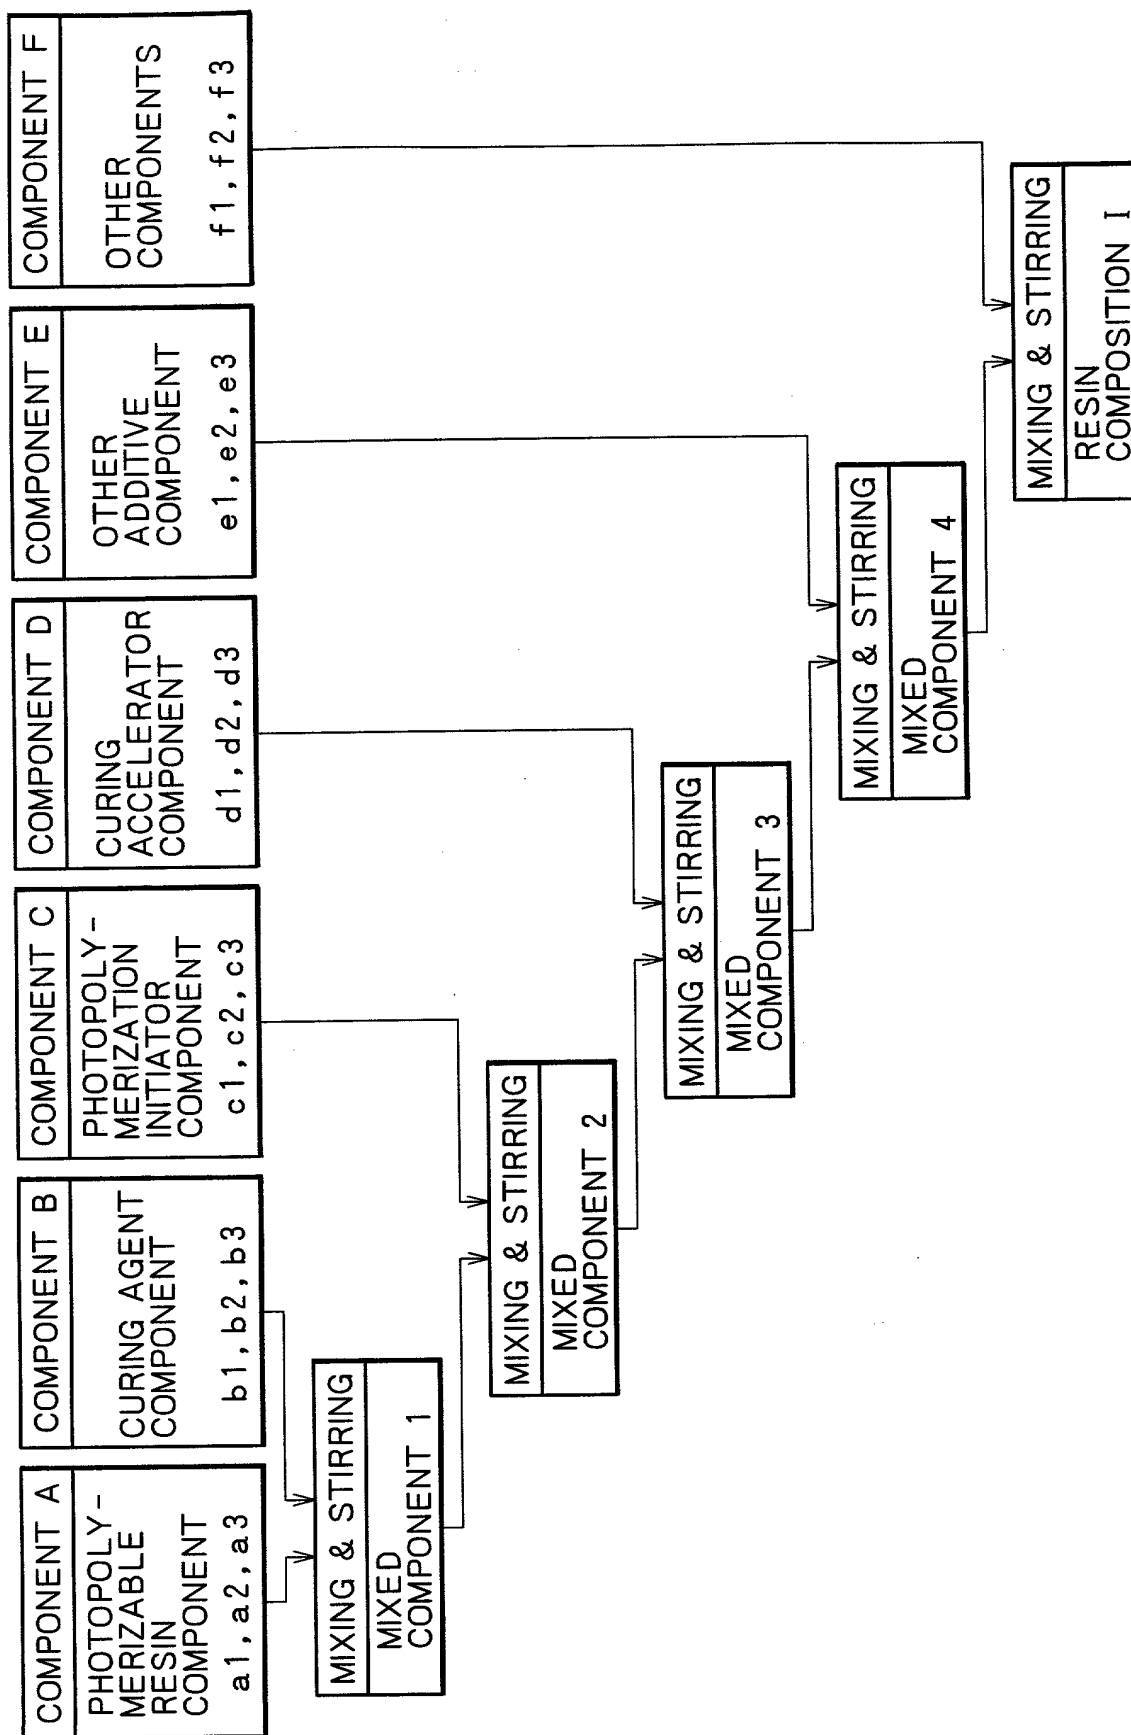 COMPONENT A
PHOTOPOLY-
MERIZABLE
RESIN
COMPONENT
a1,a2,a3
COMPONENT B
CURING AGENT
COMPONENT
b1,b2,b3
COMPONENT C
PHOTOPOLY-
MERIZATION
INITIATOR
COMPONENT
c1,c2,c3
COMPONENT D
CURING
ACCELERATOR
COMPONENT
d1,d2,d3
COMPONENT E
OTHER
ADDITIVE
COMPONENT
e1,e2,e3
COMPONENT F
OTHER
COMPONENTS
f1,f2,f3
MIXING & STIRRING
MIXED
COMPONENT 1
MIXING & STIRRING
MIXED
COMPONENT 2
MIXING & STIRRING
MIXED
COMPONENT 3
MIXING & STIRRING
MIXED
COMPONENT 4
MIXING & STIRRING
RESIN
COMPOSITION I